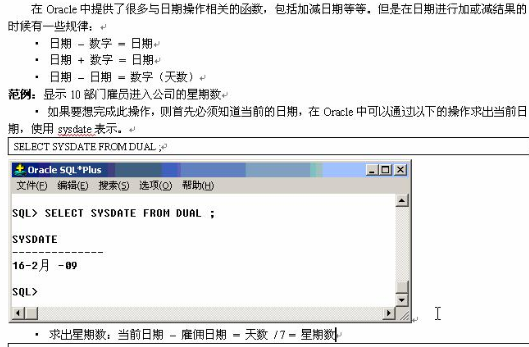 在 Oracle 中提供了很多与日期操作相关的函数，包括加减日期等等。但是在日期进行加或减结果的
时候有一些规律：
· 日期 － 数字 = 日期
· 日期 + 数字 = 日期
· 日期 － 日期 = 数字（天数）
范例：显示 10 部门雇员进入公司的星期数
· 如果要想完成此操作，则首先必须知道当前的日期，在 Oracle 中可以通过以下的操作求出当前日
期，使用 sysdate 表示。
SELECT SYSDATE FROM DUAL ;
Oracle SQL*Plus
文件(F) 编辑(E) 搜索(S) 选项(O) 帮助(H)
SQL> SELECT SYSDATE FROM DUAL ;
SYSDATE
--------------
16-2月 -09
SQL>
· 求出星期数：当前日期 － 雇佣日期 = 天数 /7 = 星期数